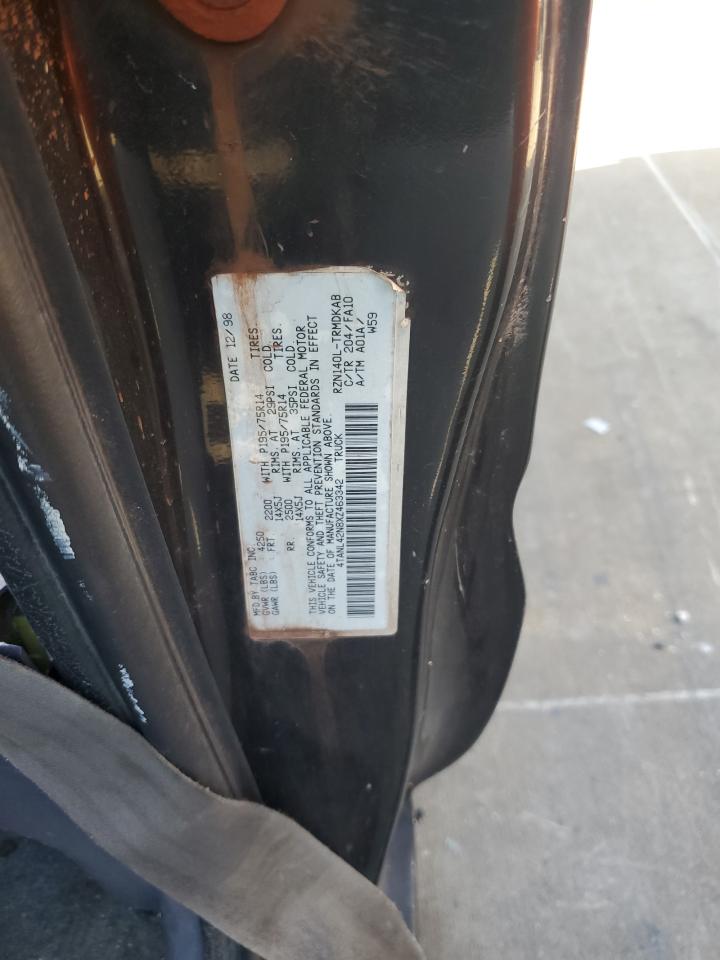 MFD.BY TABC INC. DATE 12/98
GVWR (LBS) 4250
GAWR (LBS) FRT 2200 WITH P195/75R14 TIRES.
14X5J RIMS. AT 29PSI COLD.
RR 2500 WITH P195/75R14 TIRES.
14X5J RIMS. AT 35PSI COLD.
THIS VEHICLE CONFORMS TO ALL APPLICABLE FEDERAL MOTOR
VEHICLE SAFETY AND THEFT PREVENTION STANDARDS IN EFFECT
ON THE DATE OF MANUFACTURE SHOWN ABOVE.
4TANL42N8XZ463342 TRUCK
RZN140L-TRMDKAB
C/TR 204/FA10
A/TM A01A/
W59